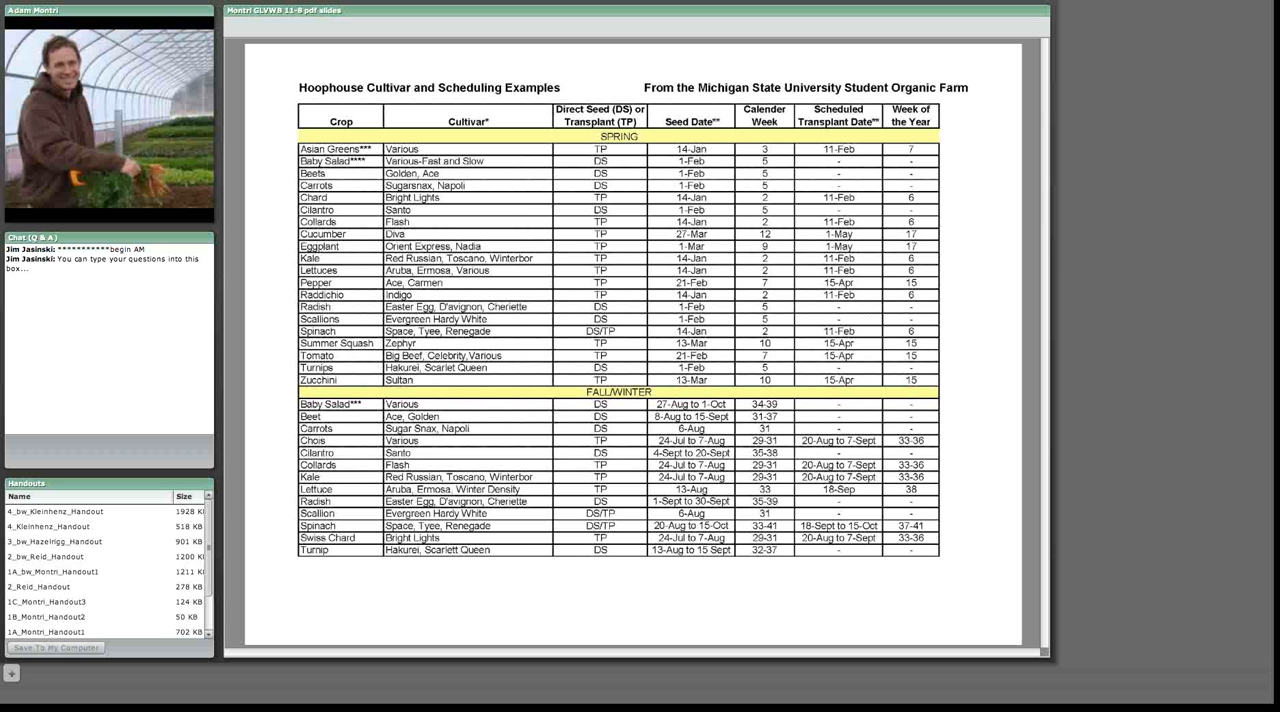 Adam Montri
Chat (Q & A)
Jim Jasinski: ***********begin AM
Jim Jasinski: You can type your questions into this
box...
Handouts
Name Size
4_bw_Kleinhenz_Handout 1928 K
4_Kleinhenz_Handout 518 KB
3_bw_Hazelrigg_Handout 901 KB
2_bw_Reid_Handout 1200 K
1A_bw_Montri_Handout1 1211 K
2_Reid_Handout 278 KB
1C_Montri_Handout3 124 KB
1B_Montri_Handout2 50 KB
1A_Montri_Handout1 702 KB
Save To My Computer
Montri GLVWB 11-8 pdf slides
Hoophouse Cultivar and Scheduling Examples From the Michigan State University Student Organic Farm
Direct Seed (DS) or Calender Scheduled Week of
Crop Cultivar* Transplant (TP) Seed Date** Week Transplant Date** the Year
SPRING
Asian Greens*** Various TP 14-Jan 3 11-Feb 7
Baby Salad**** Various-Fast and Slow DS 1-Feb 5 - -
Beets Golden, Ace DS 1-Feb 5 - -
Carrots Sugarsnax, Napoli DS 1-Feb 5 - -
Chard Bright Lights TP 14-Jan 2 11-Feb 6
Cilantro Santo DS 1-Feb 5 - -
Collards Flash TP 14-Jan 2 11-Feb 6
Cucumber Diva TP 27-Mar 12 1-May 17
Eggplant Orient Express, Nadia TP 1-Mar 9 1-May 17
Kale Red Russian, Toscano, Winterbor TP 14-Jan 2 11-Feb 6
Lettuces Aruba, Ermosa, Various TP 14-Jan 2 11-Feb 6
Pepper Ace, Carmen TP 21-Feb 7 15-Apr 15
Raddichio Indigo TP 14-Jan 2 11-Feb 6
Radish Easter Egg, D'avignon, Cheriette DS 1-Feb 5 - -
Scallions Evergreen Hardy White DS 1-Feb 5 - -
Spinach Space, Tyee, Renegade DS/TP 14-Jan 2 11-Feb 6
Summer Squash Zephyr TP 13-Mar 10 15-Apr 15
Tomato Big Beef, Celebrity,Various TP 21-Feb 7 15-Apr 15
Turnips Hakurei, Scarlet Queen DS 1-Feb 5 - -
Zucchini Sultan TP 13-Mar 10 15-Apr 15
FALL/WINTER
Baby Salad*** Various DS 27-Aug to 1-Oct 34-39 - -
Beet Ace, Golden DS 8-Aug to 15-Sept 31-37 - -
Carrots Sugar Snax, Napoli DS 6-Aug 31 - -
Chois Various TP 24-Jul to 7-Aug 29-31 20-Aug to 7-Sept 33-36
Cilantro Santo DS 4-Sept to 20-Sept 35-38 - -
Collards Flash TP 24-Jul to 7-Aug 29-31 20-Aug to 7-Sept 33-36
Kale Red Russian, Toscano, Winterbor TP 24-Jul to 7-Aug 29-31 20-Aug to 7-Sept 33-36
Lettuce Aruba, Ermosa, Winter Density TP 13-Aug 33 18-Sep 38
Radish Easter Egg, D'avignon, Cheriette DS 1-Sept to 30-Sept 35-39 - -
Scallion Evergreen Hardy White DS/TP 6-Aug 31 - -
Spinach Space, Tyee, Renegade DS/TP 20-Aug to 15-Oct 33-41 18-Sept to 15-Oct 37-41
Swiss Chard Bright Lights TP 24-Jul to 7-Aug 29-31 20-Aug to 7-Sept 33-36
Turnip Hakurei, Scarlett Queen DS 13-Aug to 15 Sept 32-37 - -